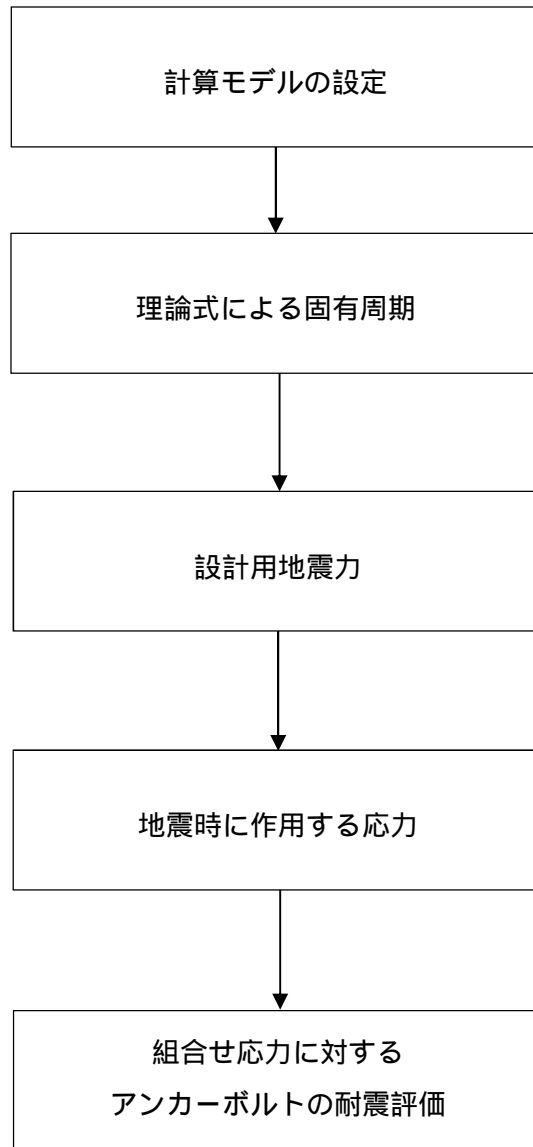 計算モデルの設定
理論式による固有周期
設計用地震力
地震時に作用する応力
組合せ応力に対する
アンカーボルトの耐震評価